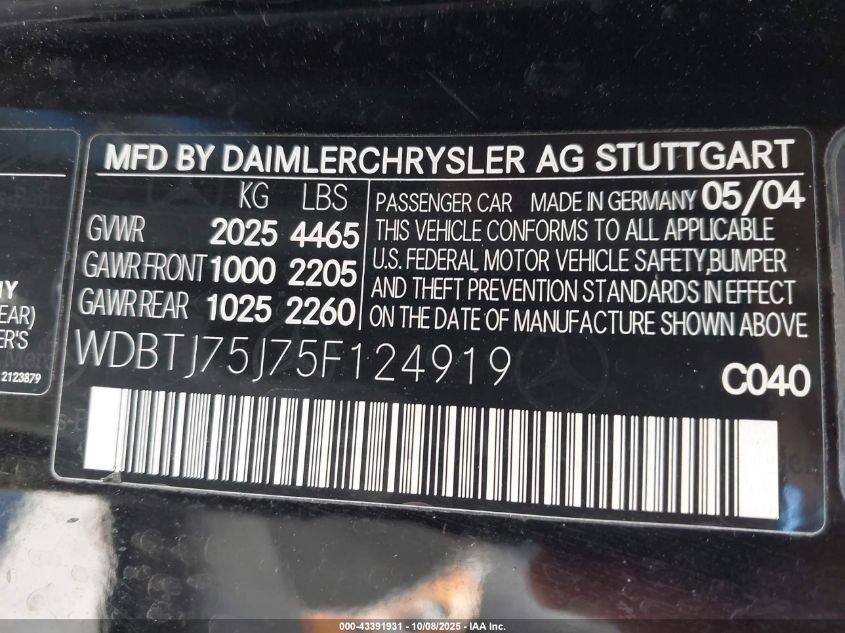 MFD BY DAIMLERCHRYSLER AG STUTTGART
KG LBS
GVWR 2025 4465
GAWR FRONT 1000 2205
GAWR REAR 1025 2260
PASSENGER CAR MADE IN GERMANY 05/04
THIS VEHICLE CONFORMS TO ALL APPLICABLE
U.S. FEDERAL MOTOR VEHICLE SAFETY, BUMPER
AND THEFT PREVENTION STANDARDS IN EFFECT
ON THE DATE OF MANUFACTURE SHOWN ABOVE
WDBTJ75J75F124919
C040
2123879
000-43391931 - 10/08/2025 - IAA Inc.